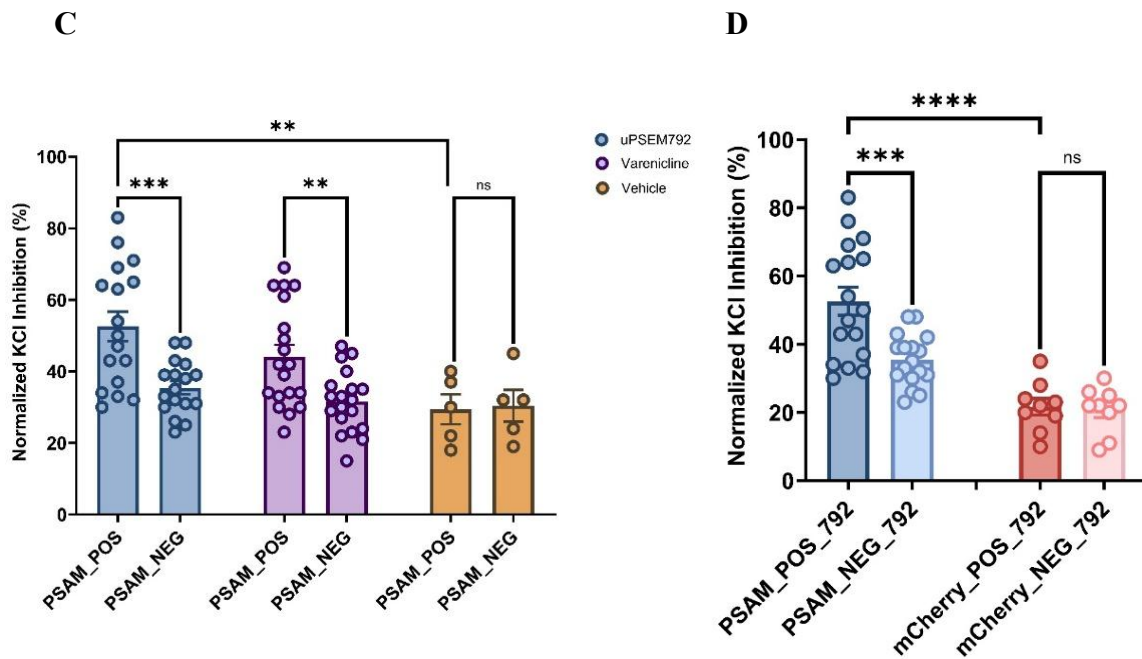 C
Normalized KCl Inhibition (%)
100
80
60
40
20
0
**
***
**
ns
PSAM_POS
PSAM_NEG
PSAM_POS
PSAM_NEG
PSAM_POS
PSAM_NEG
uPSEM792
Varenicline
Vehicle
D
Normalized KCl Inhibition (%)
100
80
60
40
20
0
****
***
ns
PSAM_POS_792
PSAM_NEG_792
mCherry_POS_792
mCherry_NEG_792